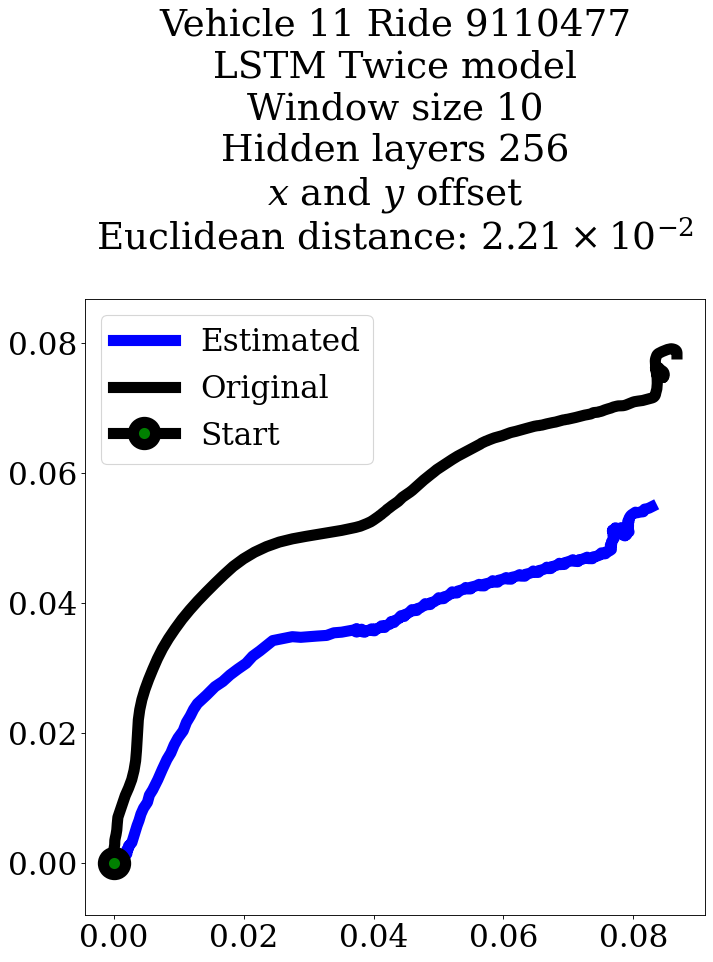 Vehicle 11 Ride 9110477
LSTM Twice model
Window size 10
Hidden layers 256
x and y offset
Euclidean distance: 2.21 × 10⁻²
Estimated
Original
Start
0.08
0.06
0.04
0.02
0.00
0.00 0.02 0.04 0.06 0.08